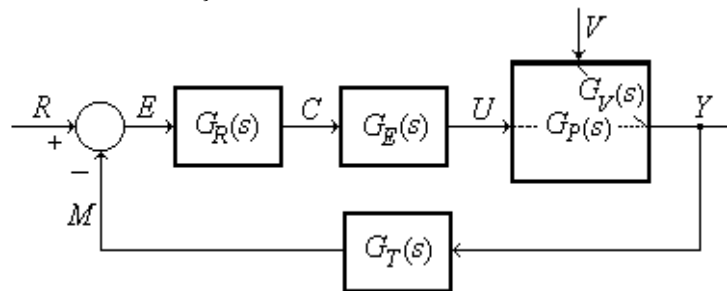 V
R
+
−
E
G_R(s)
C
G_E(s)
U
G_V(s)
G_P(s)
Y
M
G_T(s)